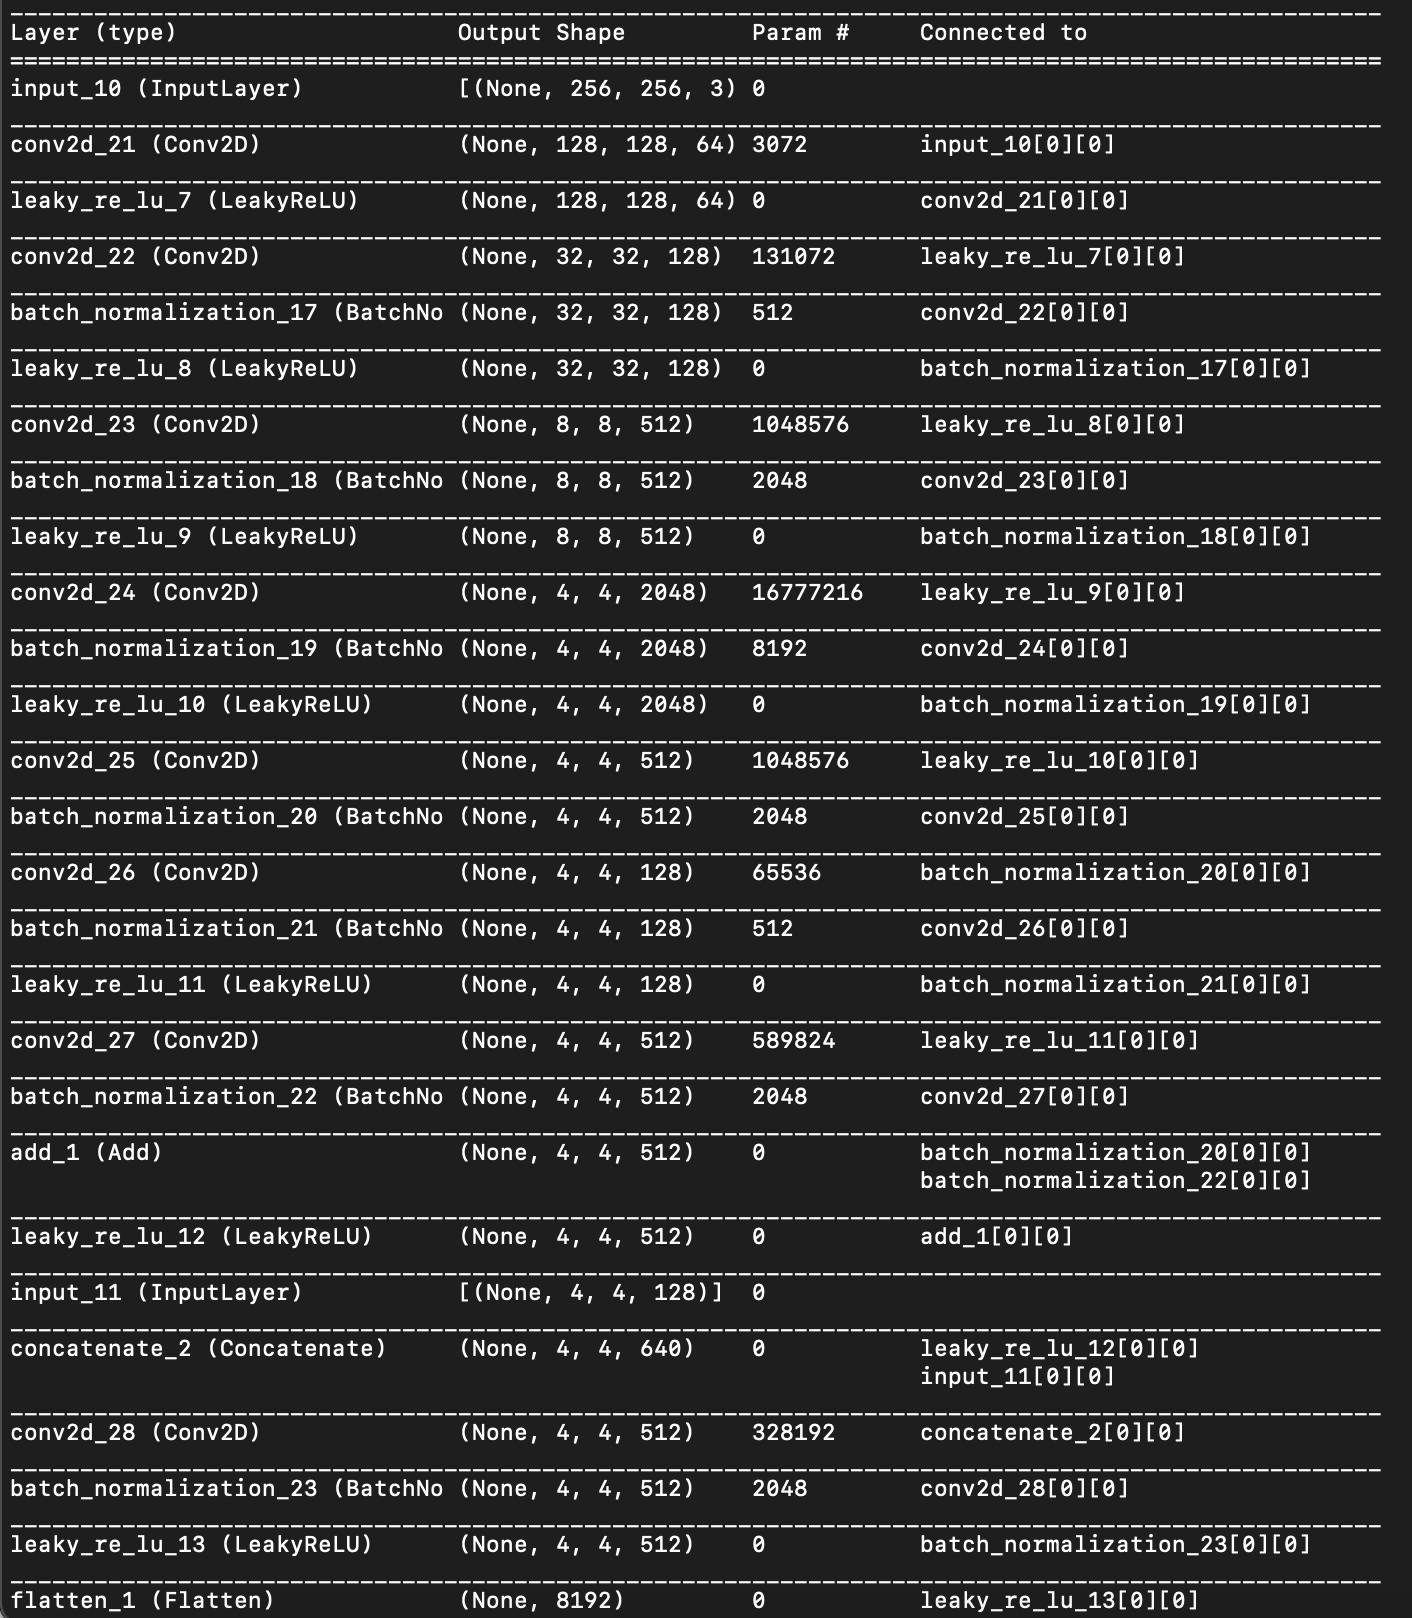 Layer (type) Output Shape Param # Connected to
input_10 (InputLayer) [(None, 256, 256, 3) 0
conv2d_21 (Conv2D) (None, 128, 128, 64) 3072 input_10[0][0]
leaky_re_lu_7 (LeakyReLU) (None, 128, 128, 64) 0 conv2d_21[0][0]
conv2d_22 (Conv2D) (None, 32, 32, 128) 131072 leaky_re_lu_7[0][0]
batch_normalization_17 (BatchNo (None, 32, 32, 128) 512 conv2d_22[0][0]
leaky_re_lu_8 (LeakyReLU) (None, 32, 32, 128) 0 batch_normalization_17[0][0]
conv2d_23 (Conv2D) (None, 8, 8, 512) 1048576 leaky_re_lu_8[0][0]
batch_normalization_18 (BatchNo (None, 8, 8, 512) 2048 conv2d_23[0][0]
leaky_re_lu_9 (LeakyReLU) (None, 8, 8, 512) 0 batch_normalization_18[0][0]
conv2d_24 (Conv2D) (None, 4, 4, 2048) 16777216 leaky_re_lu_9[0][0]
batch_normalization_19 (BatchNo (None, 4, 4, 2048) 8192 conv2d_24[0][0]
leaky_re_lu_10 (LeakyReLU) (None, 4, 4, 2048) 0 batch_normalization_19[0][0]
conv2d_25 (Conv2D) (None, 4, 4, 512) 1048576 leaky_re_lu_10[0][0]
batch_normalization_20 (BatchNo (None, 4, 4, 512) 2048 conv2d_25[0][0]
conv2d_26 (Conv2D) (None, 4, 4, 128) 65536 batch_normalization_20[0][0]
batch_normalization_21 (BatchNo (None, 4, 4, 128) 512 conv2d_26[0][0]
leaky_re_lu_11 (LeakyReLU) (None, 4, 4, 128) 0 batch_normalization_21[0][0]
conv2d_27 (Conv2D) (None, 4, 4, 512) 589824 leaky_re_lu_11[0][0]
batch_normalization_22 (BatchNo (None, 4, 4, 512) 2048 conv2d_27[0][0]
add_1 (Add) (None, 4, 4, 512) 0 batch_normalization_20[0][0]
batch_normalization_22[0][0]
leaky_re_lu_12 (LeakyReLU) (None, 4, 4, 512) 0 add_1[0][0]
input_11 (InputLayer) [(None, 4, 4, 128)] 0
concatenate_2 (Concatenate) (None, 4, 4, 640) 0 leaky_re_lu_12[0][0]
input_11[0][0]
conv2d_28 (Conv2D) (None, 4, 4, 512) 328192 concatenate_2[0][0]
batch_normalization_23 (BatchNo (None, 4, 4, 512) 2048 conv2d_28[0][0]
leaky_re_lu_13 (LeakyReLU) (None, 4, 4, 512) 0 batch_normalization_23[0][0]
flatten_1 (Flatten) (None, 8192) 0 leaky_re_lu_13[0][0]